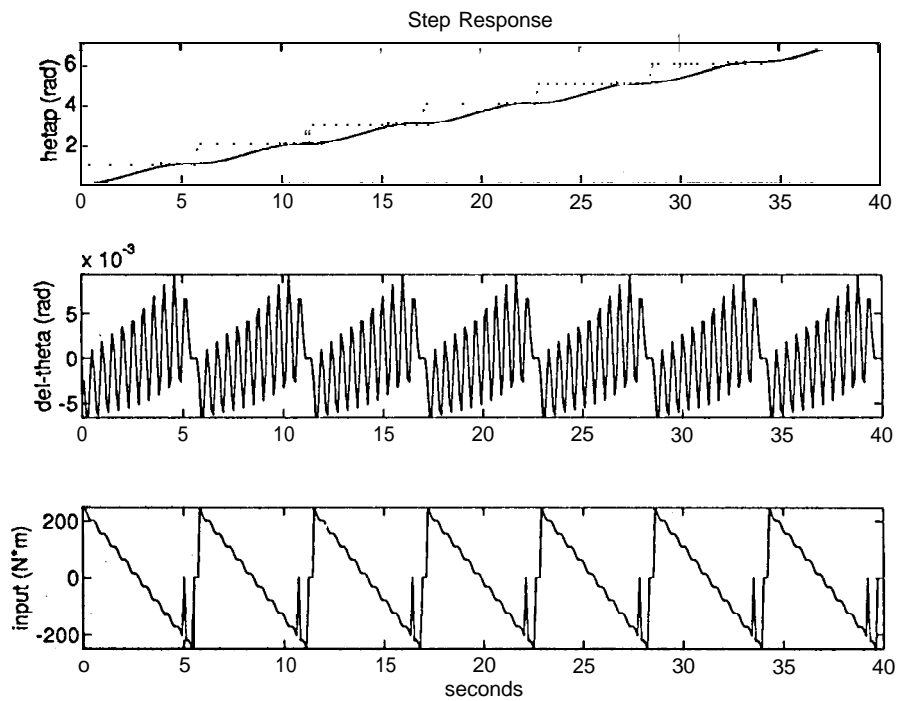 Step Response
hetap (rad)
6
4
2
0 5 10 15 20 25 30 35 40
x 10-3
del-theta (rad)
5
0
-5
0 5 10 15 20 25 30 35 40
input (N*m)
200
0
-200
0 5 10 15 20 25 30 35 40
seconds